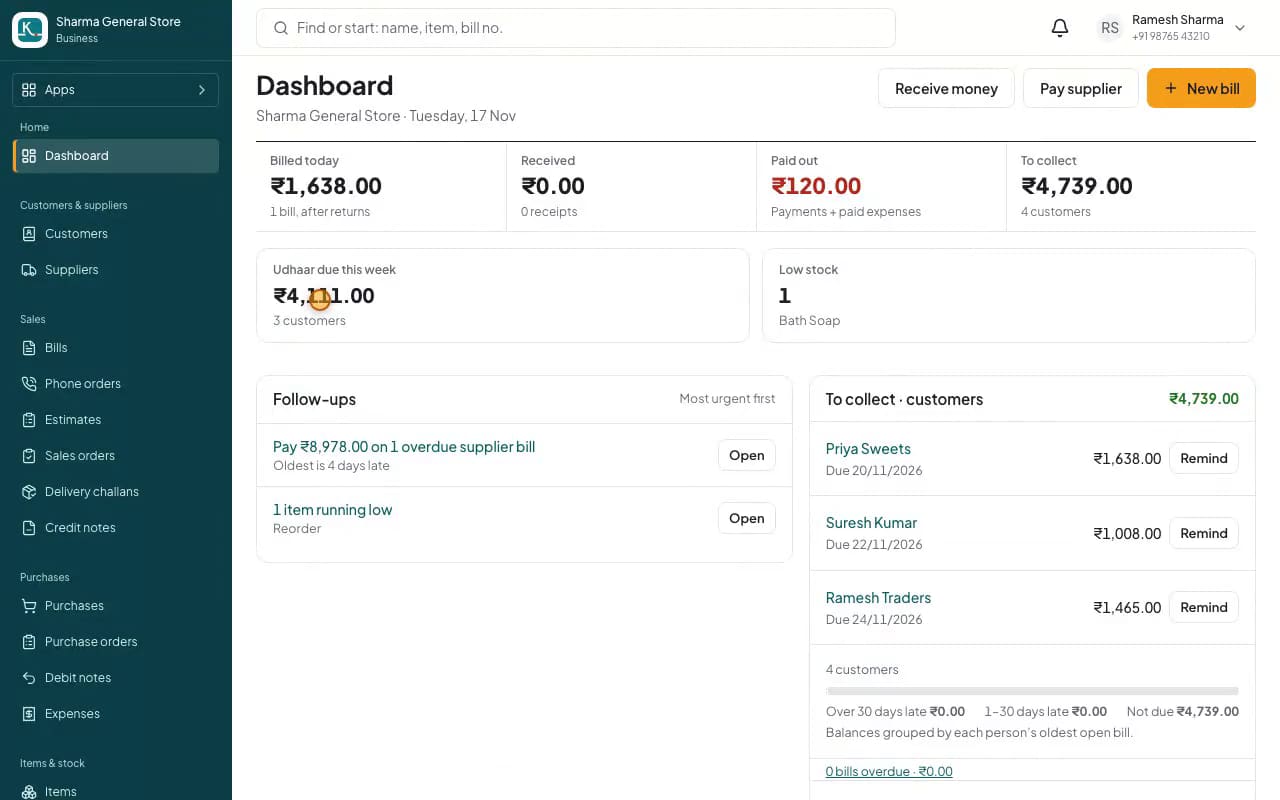 Sharma General Store
Business
Apps
Home
Dashboard
Customers & suppliers
Customers
Suppliers
Sales
Bills
Phone orders
Estimates
Sales orders
Delivery challans
Credit notes
Purchases
Purchases
Purchase orders
Debit notes
Expenses
Items & stock
Items
Find or start: name, item, bill no.
RS
Ramesh Sharma
+91 98765 43210
Dashboard
Sharma General Store · Tuesday, 17 Nov
Receive money
Pay supplier
+ New bill
Billed today
₹1,638.00
1 bill, after returns
Received
₹0.00
0 receipts
Paid out
₹120.00
Payments + paid expenses
To collect
₹4,739.00
4 customers
Udhaar due this week
₹4,111.00
3 customers
Low stock
1
Bath Soap
Follow-ups
Most urgent first
Pay ₹8,978.00 on 1 overdue supplier bill
Oldest is 4 days late
Open
1 item running low
Reorder
Open
To collect · customers
₹4,739.00
Priya Sweets
Due 20/11/2026
₹1,638.00
Remind
Suresh Kumar
Due 22/11/2026
₹1,008.00
Remind
Ramesh Traders
Due 24/11/2026
₹1,465.00
Remind
4 customers
Over 30 days late ₹0.00
1–30 days late ₹0.00
Not due ₹4,739.00
Balances grouped by each person's oldest open bill.
0 bills overdue · ₹0.00